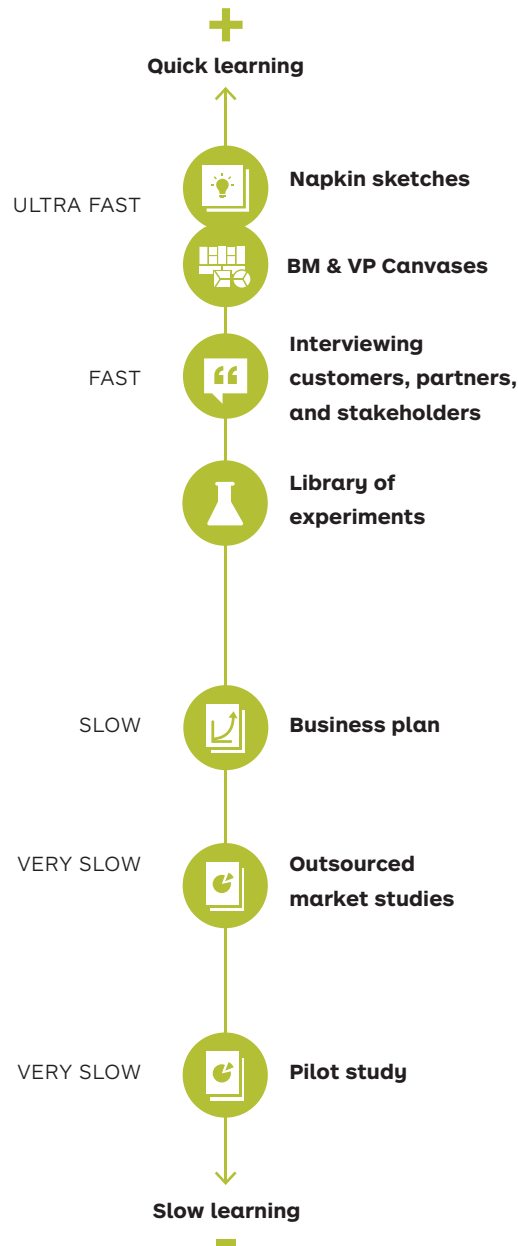 +
Quick learning
ULTRA FAST
Napkin sketches
BM & VP Canvases
FAST
Interviewing
customers, partners,
and stakeholders
Library of
experiments
SLOW
Business plan
VERY SLOW
Outsourced
market studies
VERY SLOW
Pilot study
Slow learning
-